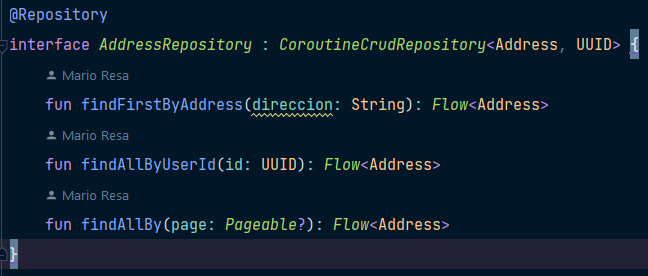 @Repository
interface AddressRepository : CoroutineCrudRepository<Address, UUID> {
Mario Resa
fun findFirstByAddress(direccion: String): Flow<Address>
Mario Resa
fun findAllByUserId(id: UUID): Flow<Address>
Mario Resa
fun findAllBy(page: Pageable?): Flow<Address>
}